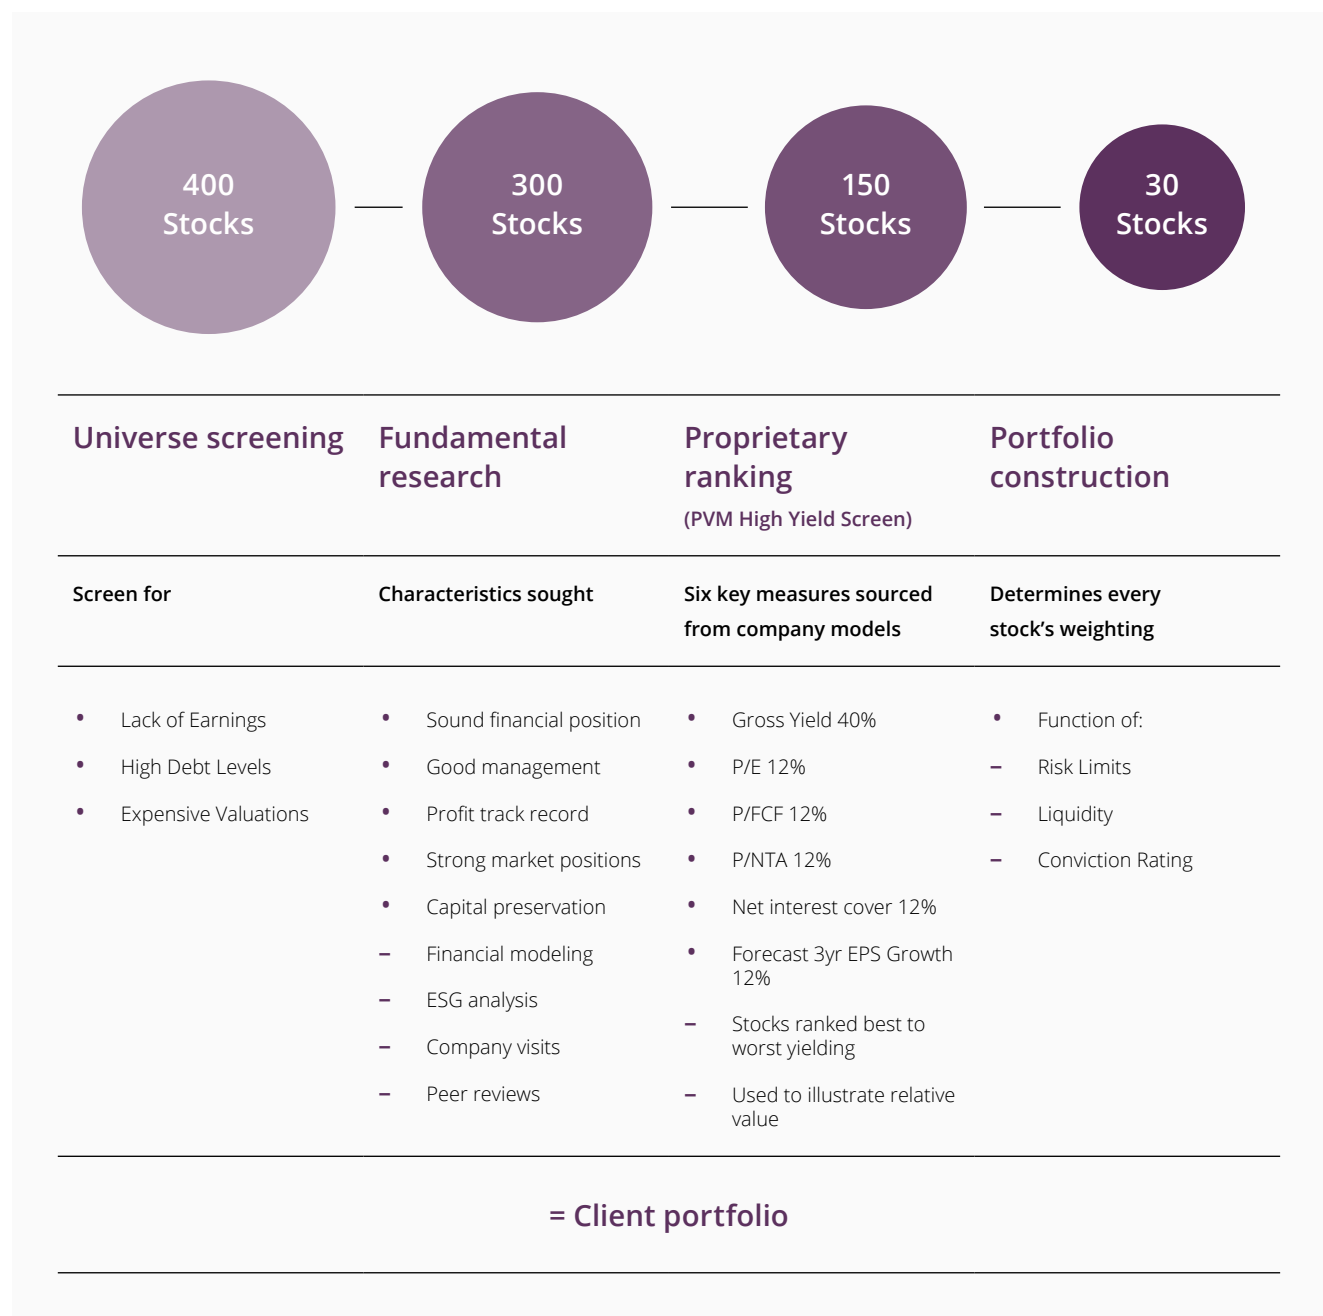 400
Stocks
300
Stocks
150
Stocks
30
Stocks
Universe screening
Fundamental
research
Proprietary
ranking
(PVM High Yield Screen)
Portfolio
construction
Screen for
Characteristics sought
Six key measures sourced
from company models
Determines every
stock’s weighting
• Lack of Earnings
• High Debt Levels
• Expensive Valuations
• Sound financial position
• Good management
• Profit track record
• Strong market positions
• Capital preservation
– Financial modeling
– ESG analysis
– Company visits
– Peer reviews
• Gross Yield 40%
• P/E 12%
• P/FCF 12%
• P/NTA 12%
• Net interest cover 12%
• Forecast 3yr EPS Growth
12%
– Stocks ranked best to
worst yielding
– Used to illustrate relative
value
• Function of:
– Risk Limits
– Liquidity
– Conviction Rating
= Client portfolio